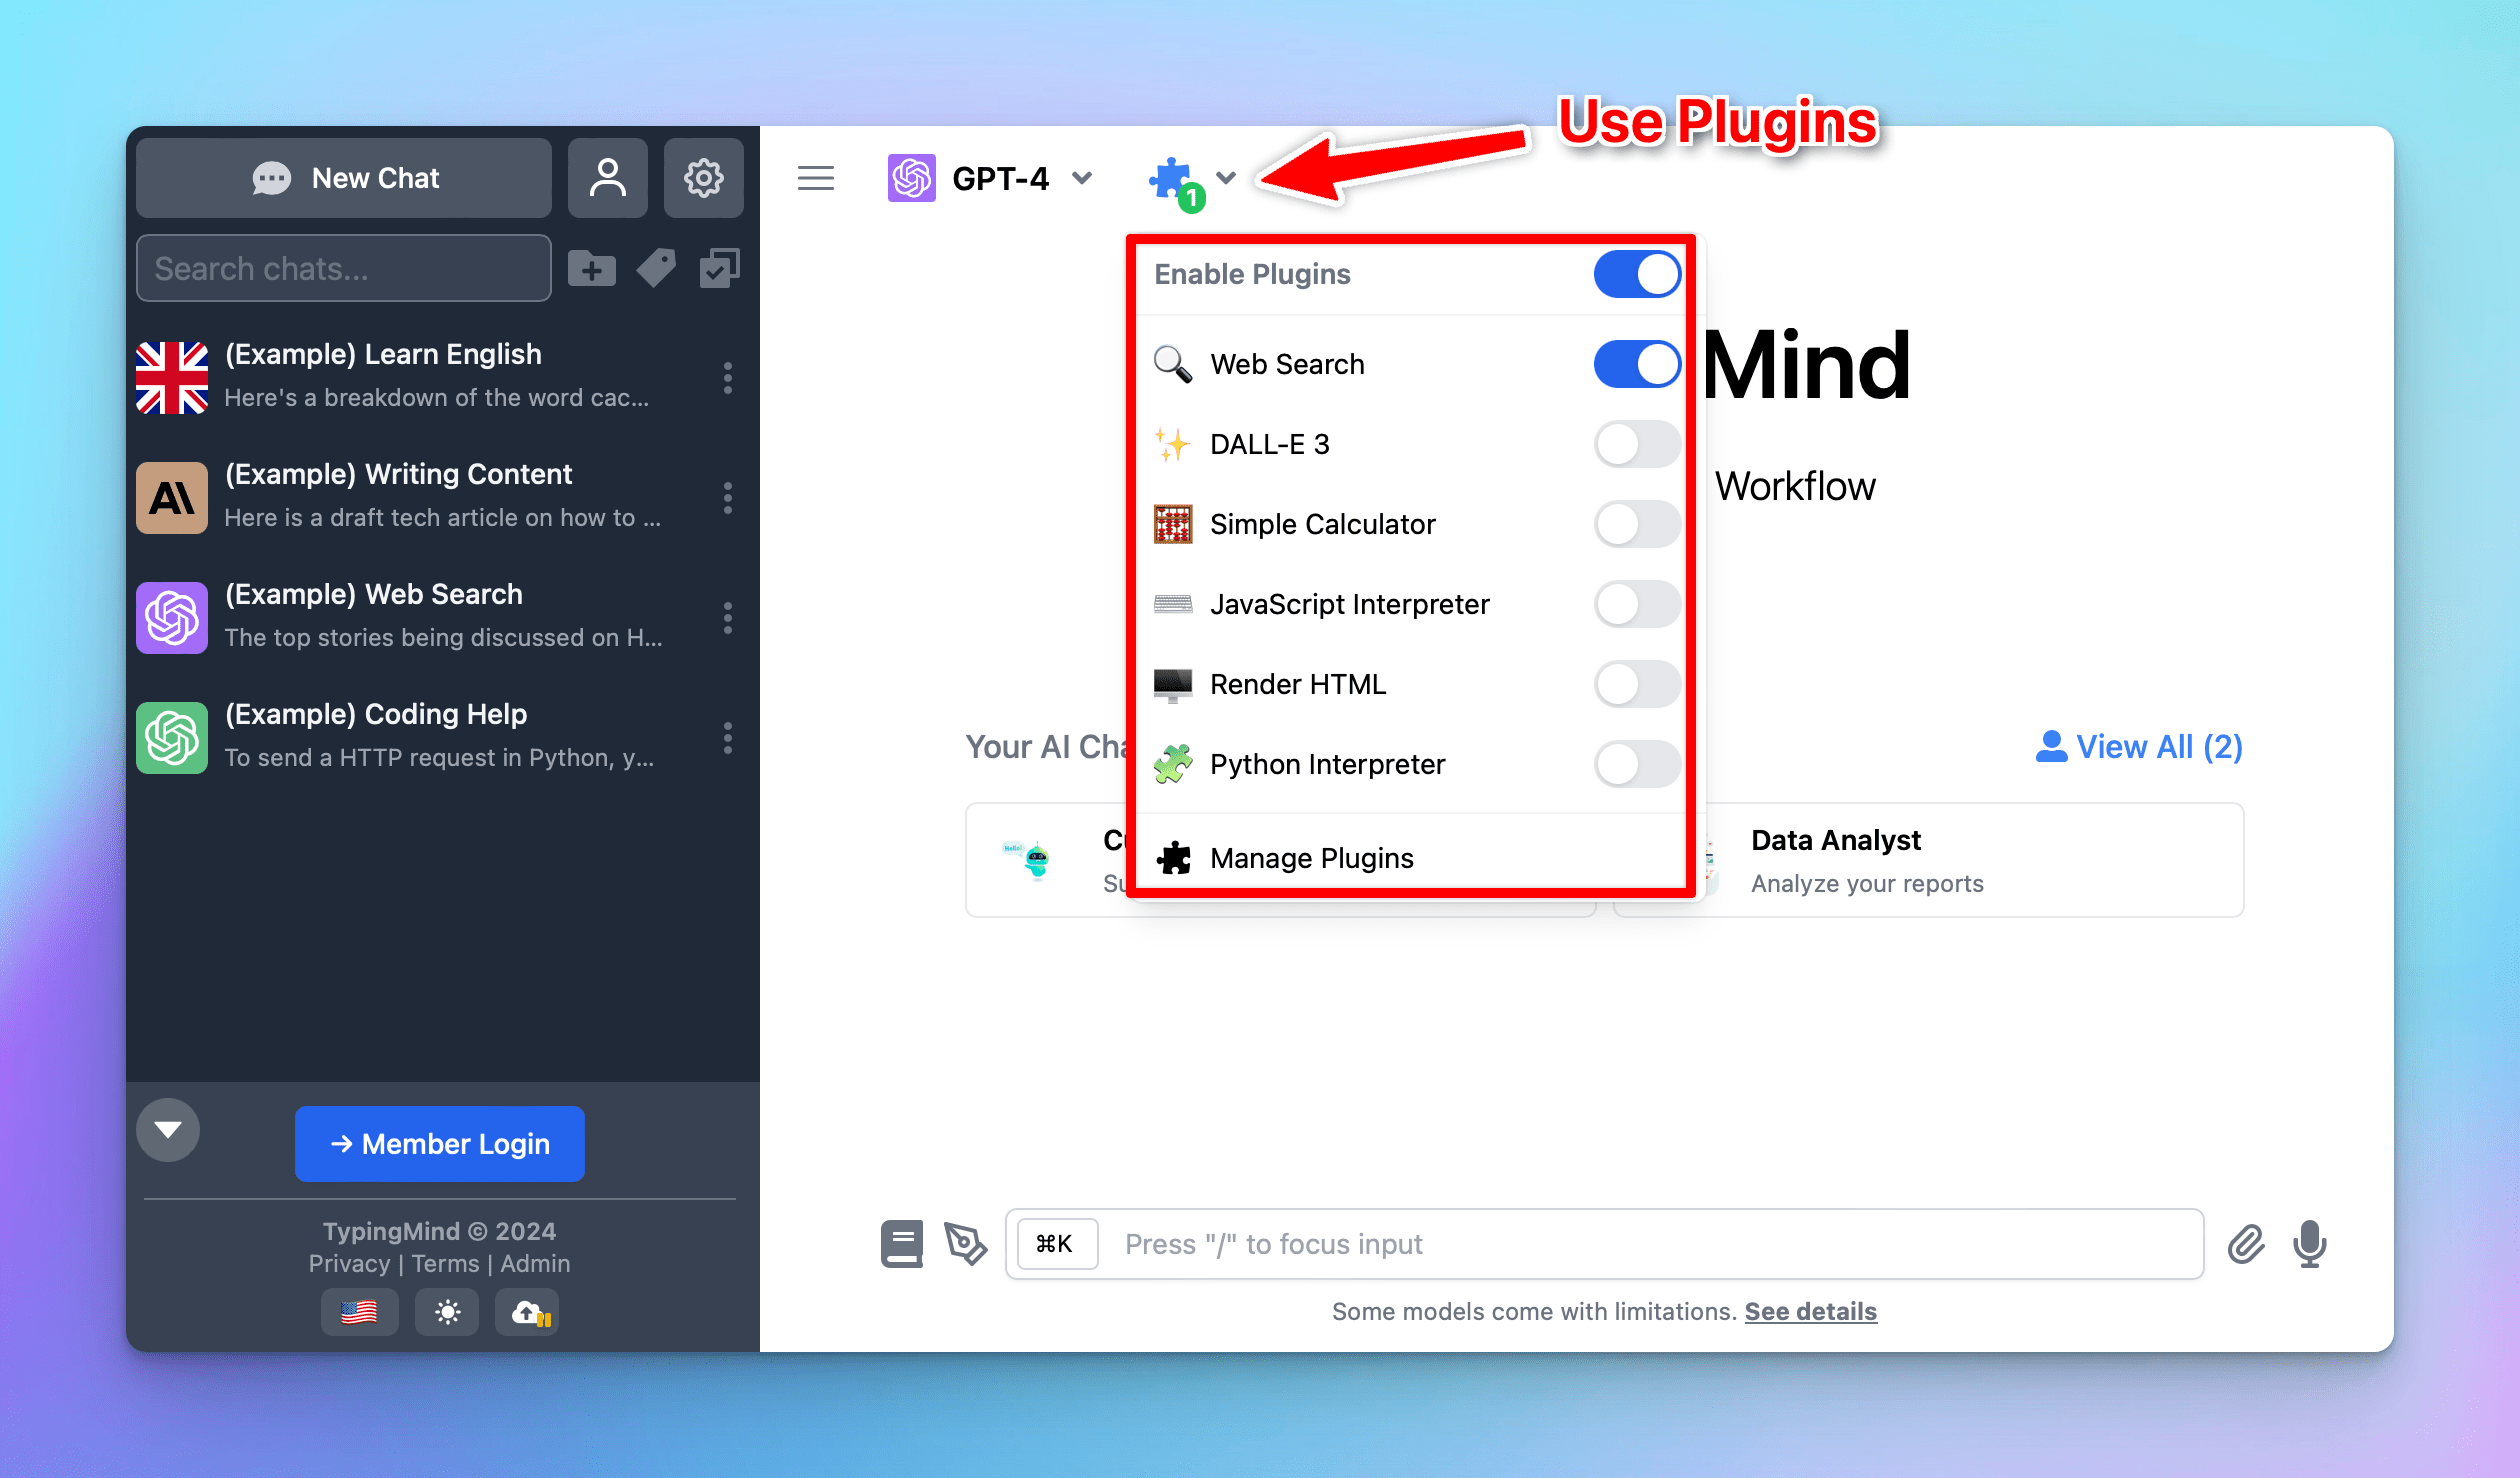 Use Plugins
New Chat
Search chats...
(Example) Learn English
Here's a breakdown of the word cac...
(Example) Writing Content
Here is a draft tech article on how to ...
(Example) Web Search
The top stories being discussed on H...
(Example) Coding Help
To send a HTTP request in Python, y...
→ Member Login
TypingMind © 2024
Privacy | Terms | Admin
GPT-4
1
Enable Plugins
Web Search
DALL-E 3
Simple Calculator
JavaScript Interpreter
Render HTML
Python Interpreter
Manage Plugins
Mind
Workflow
Your AI Cha
View All (2)
Hello!
Cu
Su
Data Analyst
Analyze your reports
⌘K
Press "/" to focus input
Some models come with limitations. See details